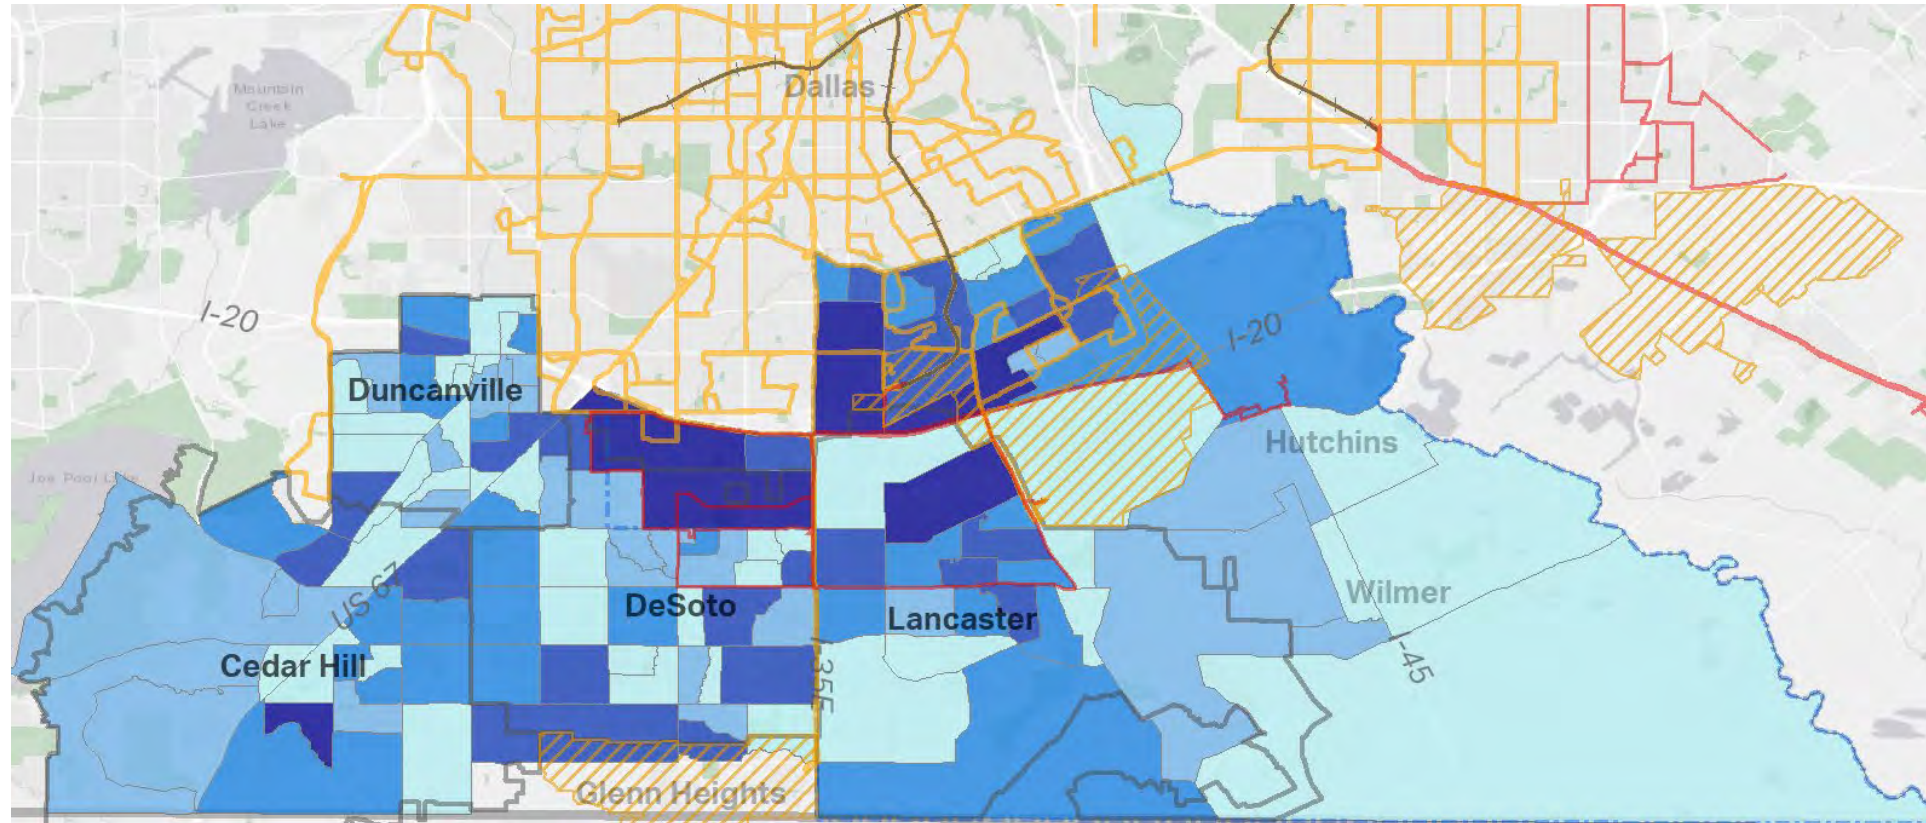 Dallas
Mountain
Creek
Lake
I-20
I-20
Duncanville
Hutchins
Joe Pool Lake
Wilmer
US 67
DeSoto
Lancaster
Cedar Hill
I-35E
I-45
Glenn Heights